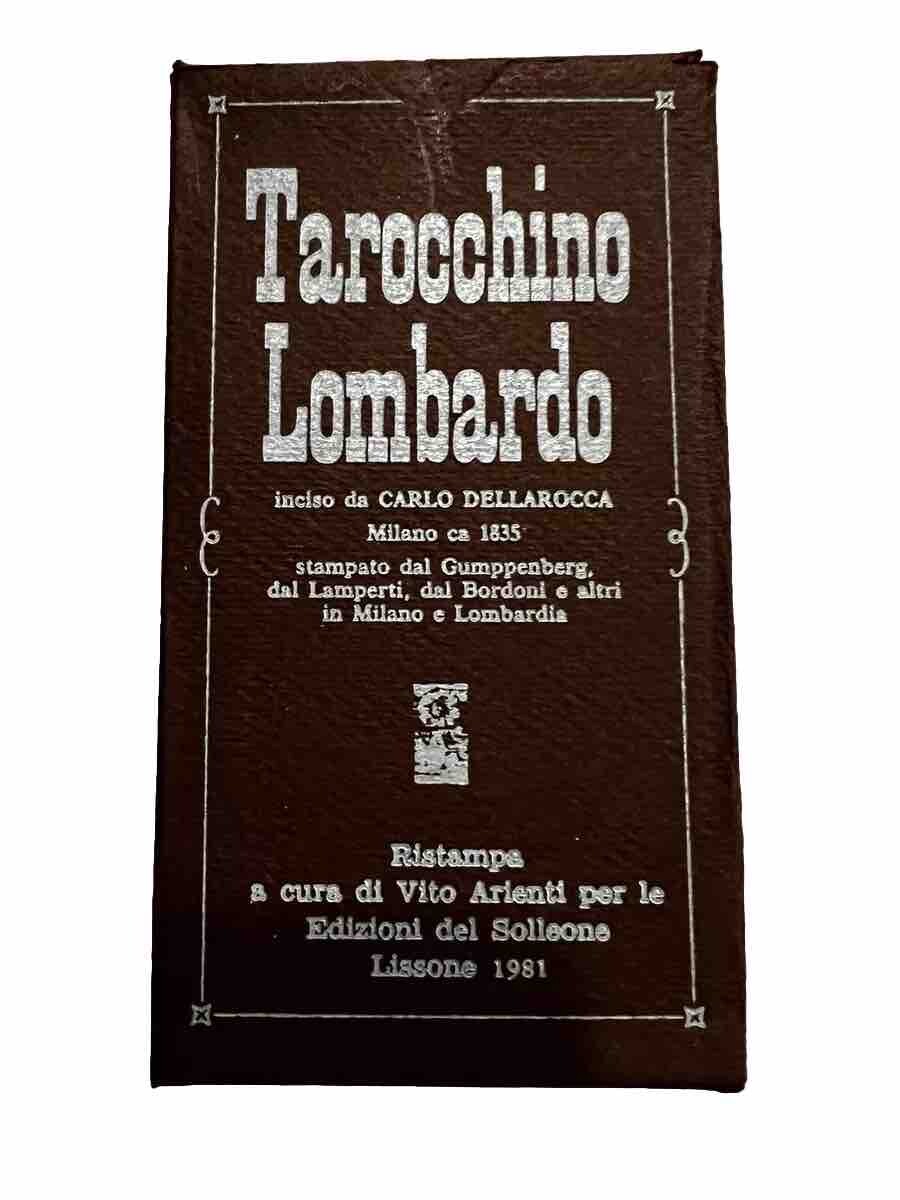 Tarocchino
Lombardo
inciso da CARLO DELLAROCCA
Milano ca 1835
stampato dal Gumppenberg,
dal Lamperti, dal Bordoni e altri
in Milano e Lombardia
Ristampa
a cura di Vito Arienti per le
Edizioni del Solleone
Lissone 1981